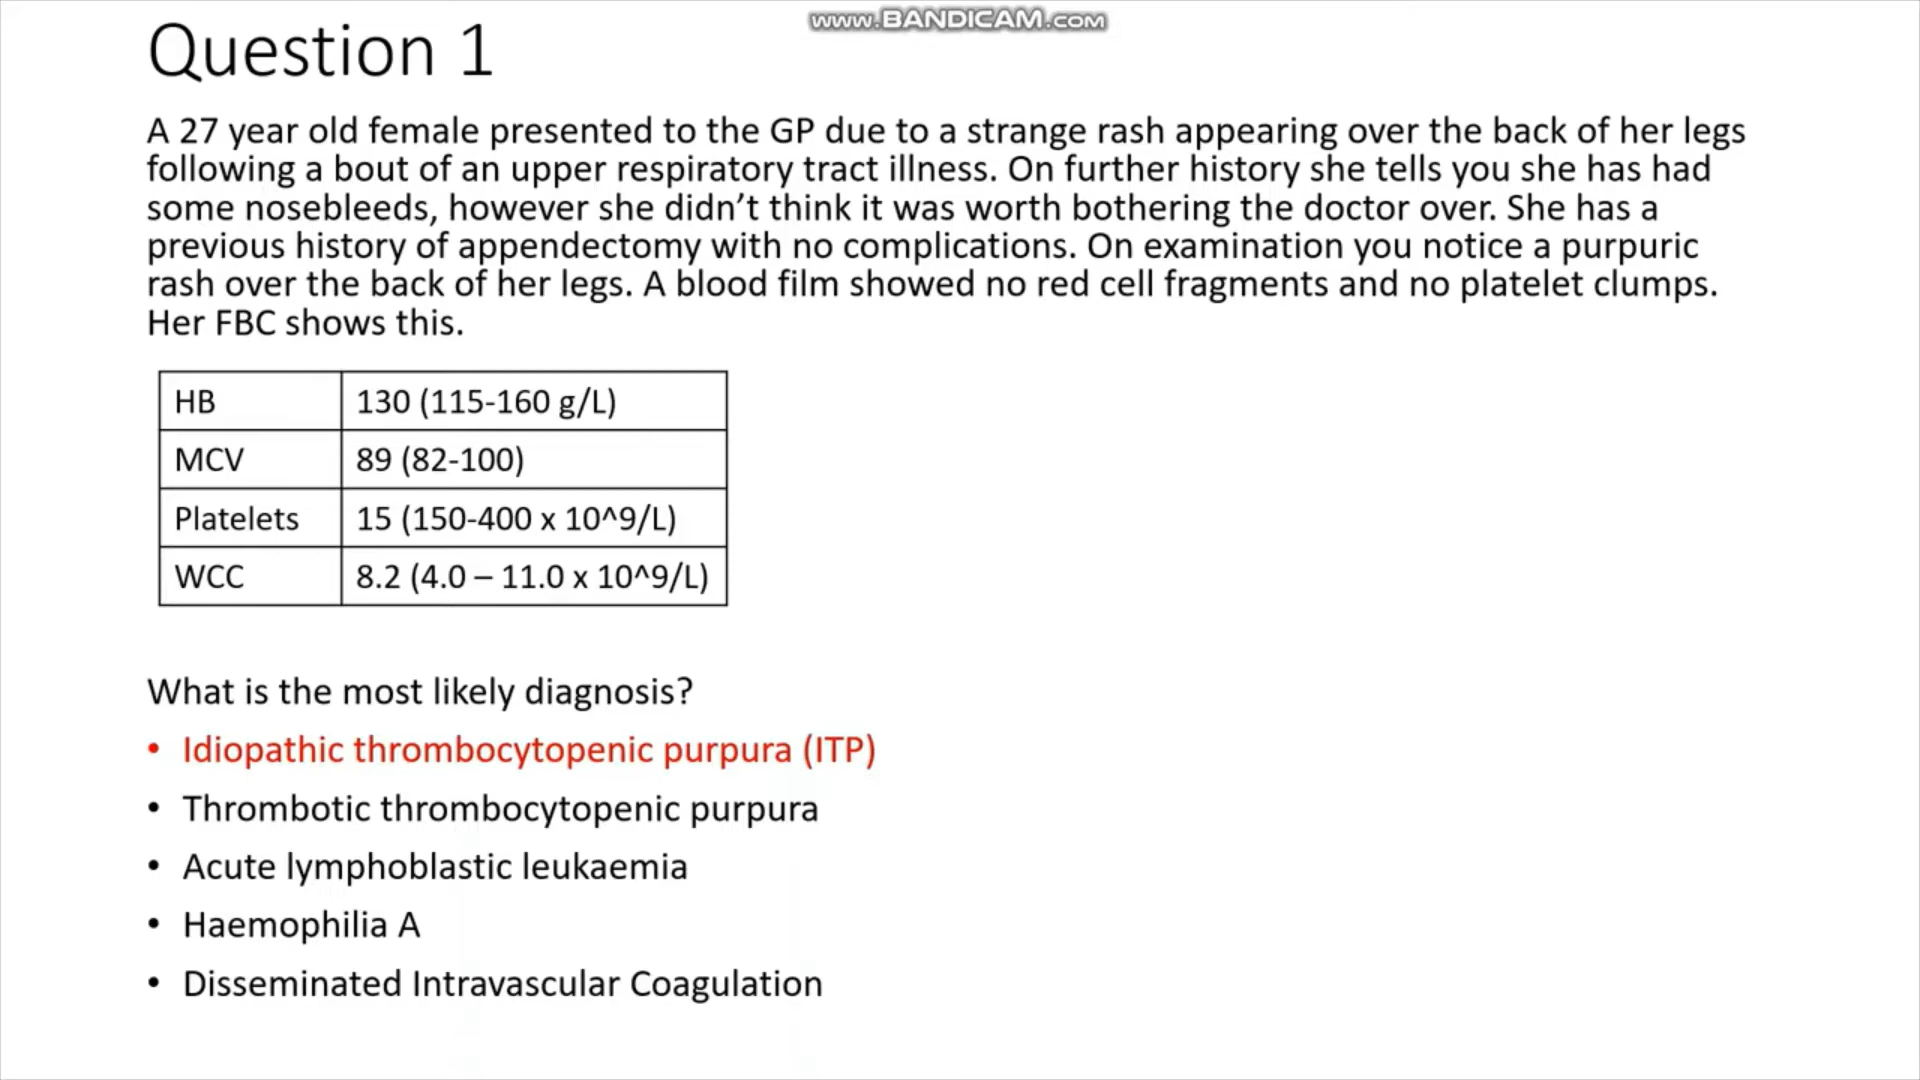 www.BANDICAM.com
Question 1
A 27 year old female presented to the GP due to a strange rash appearing over the back of her legs
following a bout of an upper respiratory tract illness. On further history she tells you she has had
some nosebleeds, however she didn’t think it was worth bothering the doctor over. She has a
previous history of appendectomy with no complications. On examination you notice a purpuric
rash over the back of her legs. A blood film showed no red cell fragments and no platelet clumps.
Her FBC shows this.
HB 130 (115-160 g/L)
MCV 89 (82-100)
Platelets 15 (150-400 x 10^9/L)
WCC 8.2 (4.0 – 11.0 x 10^9/L)
What is the most likely diagnosis?
• Idiopathic thrombocytopenic purpura (ITP)
• Thrombotic thrombocytopenic purpura
• Acute lymphoblastic leukaemia
• Haemophilia A
• Disseminated Intravascular Coagulation